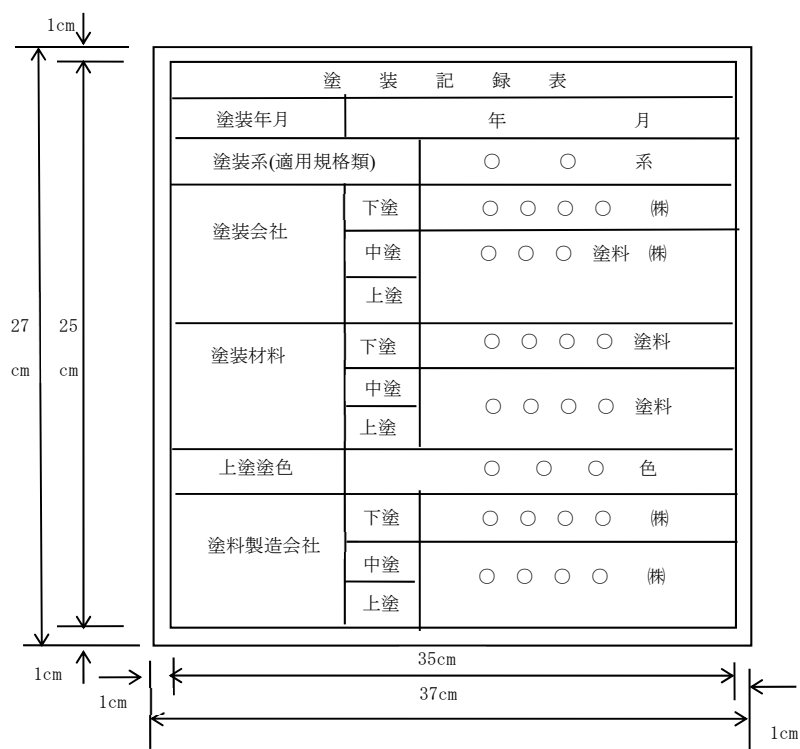 1cm
塗 装 記 録 表
塗装年月 年 月
塗装系(適用規格類) ○ ○ 系
塗装会社 下塗 ○ ○ ○ ○ ㈱
中塗 ○ ○ ○ 塗料 ㈱
上塗
27 cm
25 cm
塗装材料 下塗 ○ ○ ○ ○ 塗料
中塗 ○ ○ ○ ○ 塗料
上塗
上塗塗色 ○ ○ ○ 色
塗料製造会社 下塗 ○ ○ ○ ○ ㈱
中塗 ○ ○ ○ ○ ㈱
上塗
1cm
35cm
1cm
37cm
1cm